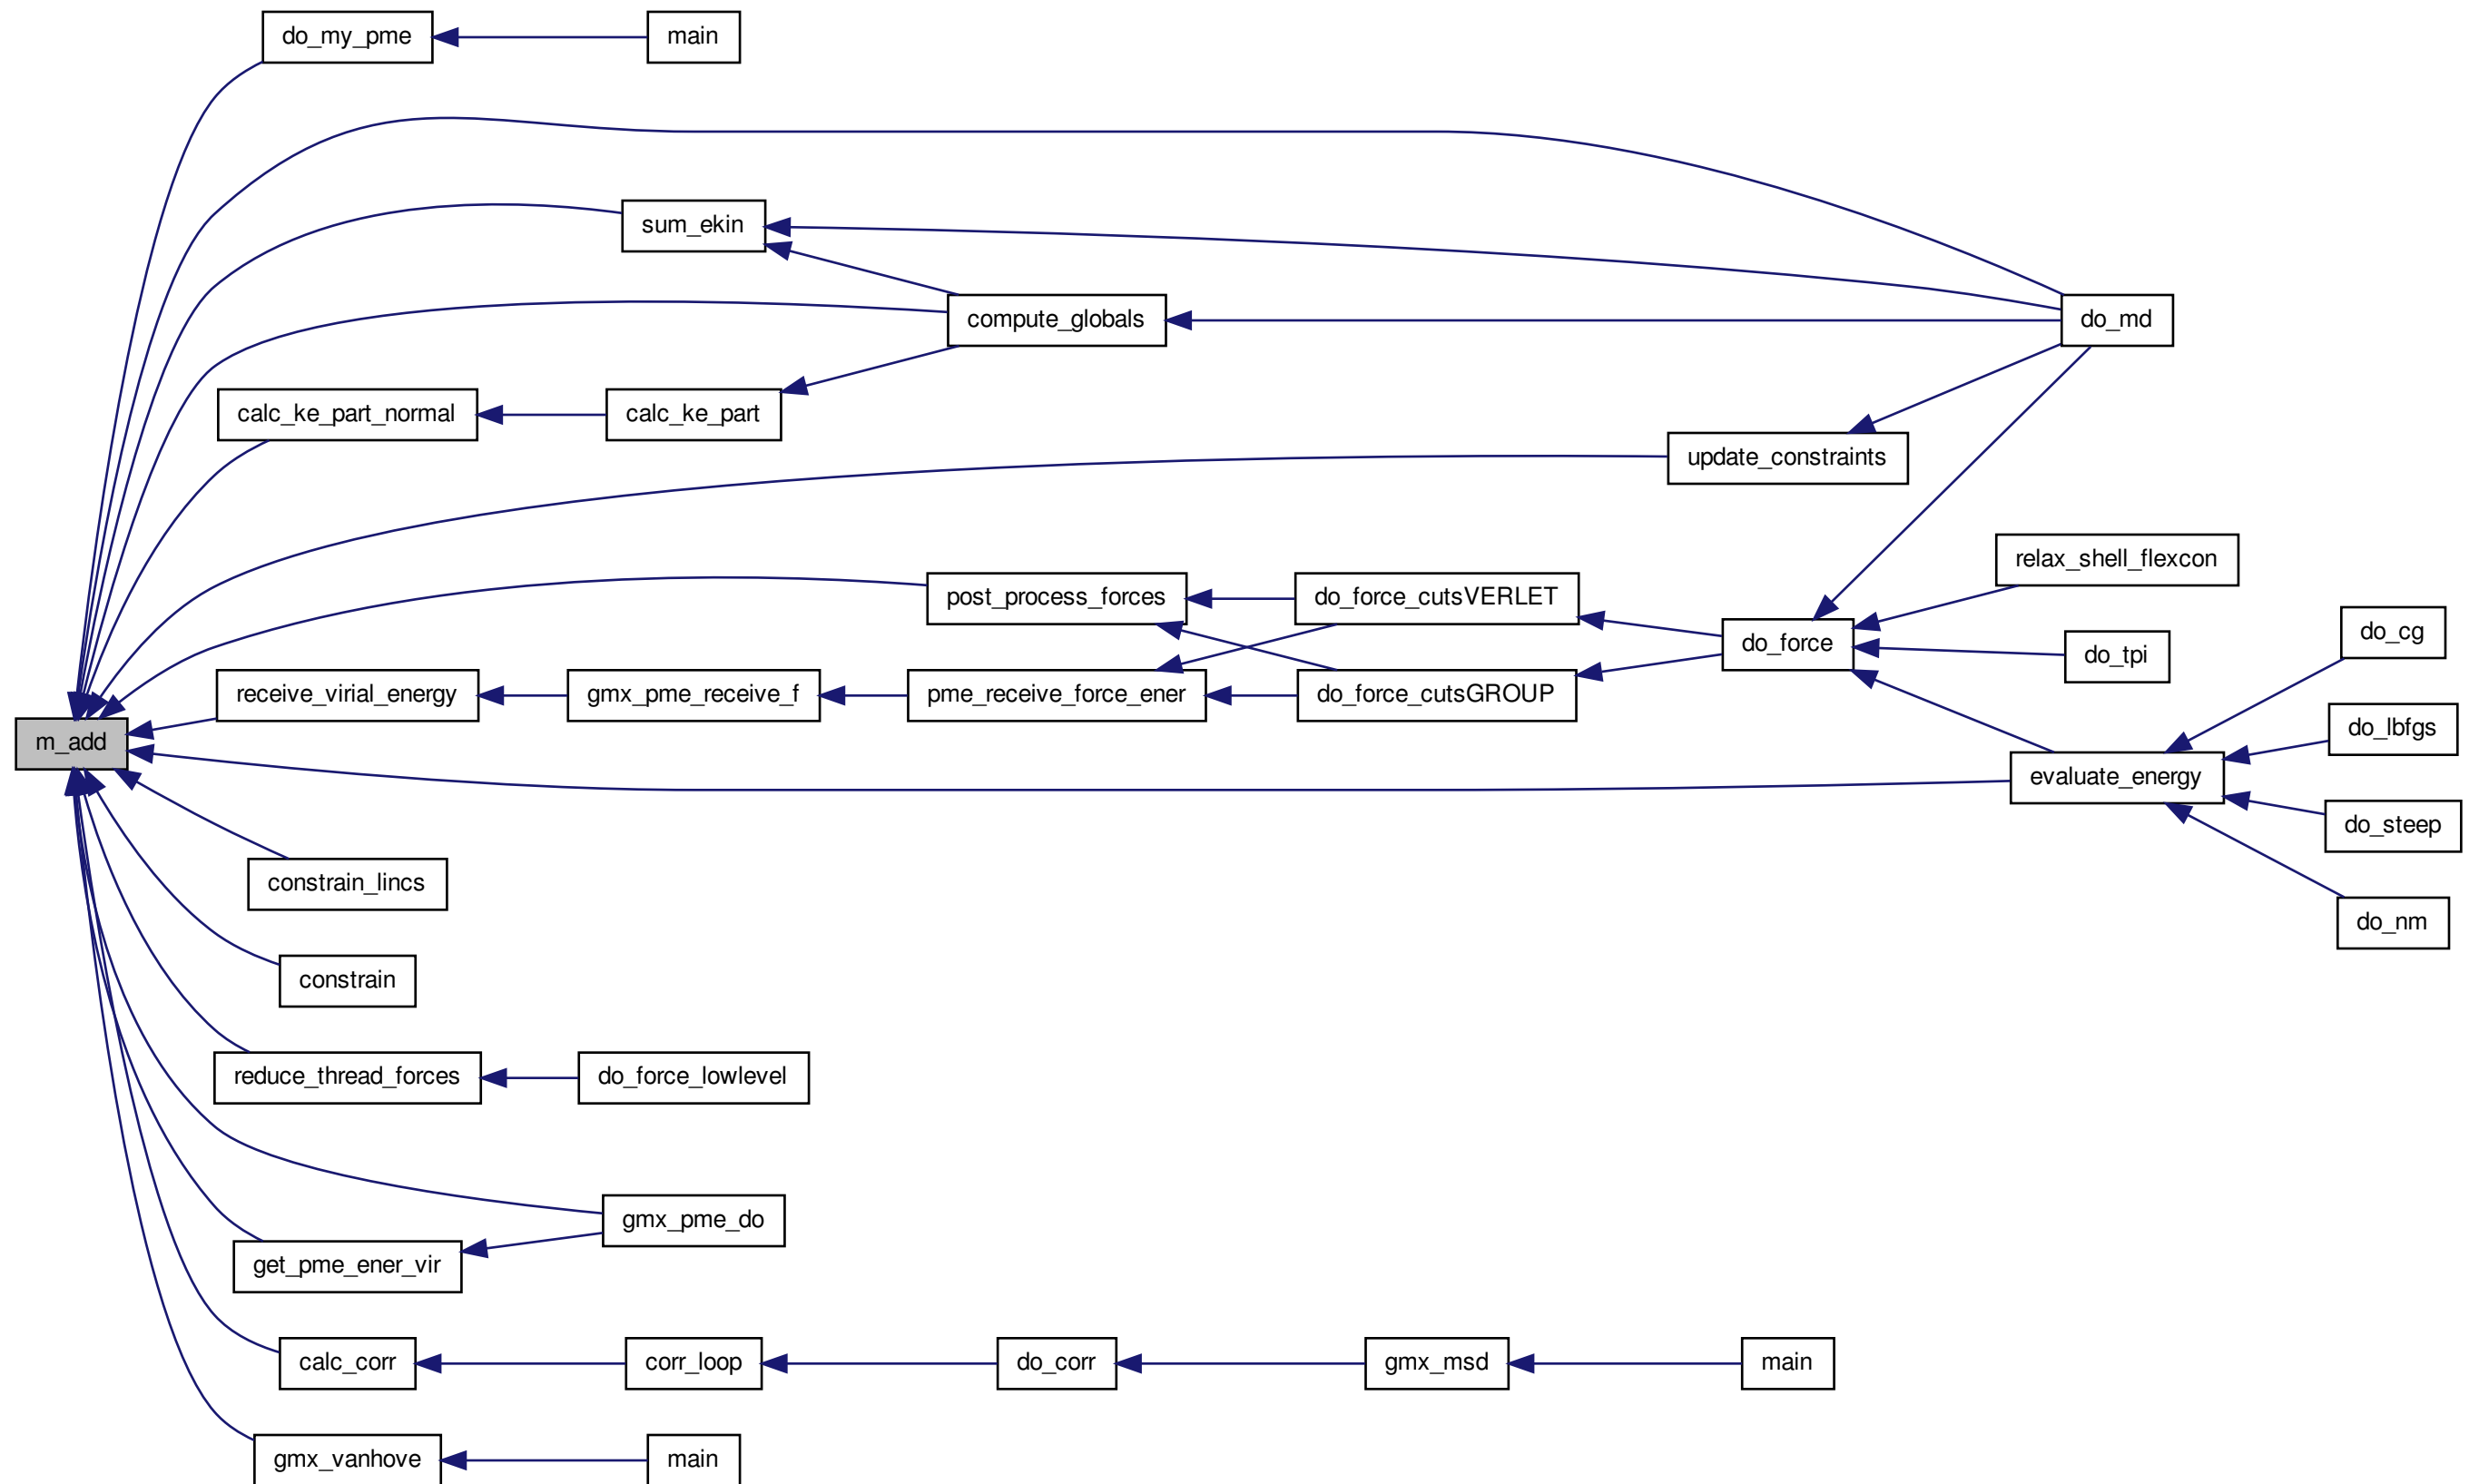 do_my_pme
main
sum_ekin
compute_globals
do_md
calc_ke_part_normal
calc_ke_part
update_constraints
relax_shell_flexcon
post_process_forces
do_force_cutsVERLET
do_force
do_tpi
do_cg
receive_virial_energy
gmx_pme_receive_f
pme_receive_force_ener
do_force_cutsGROUP
do_lbfgs
m_add
evaluate_energy
do_steep
constrain_lincs
do_nm
constrain
reduce_thread_forces
do_force_lowlevel
gmx_pme_do
get_pme_ener_vir
calc_corr
corr_loop
do_corr
gmx_msd
main
gmx_vanhove
main